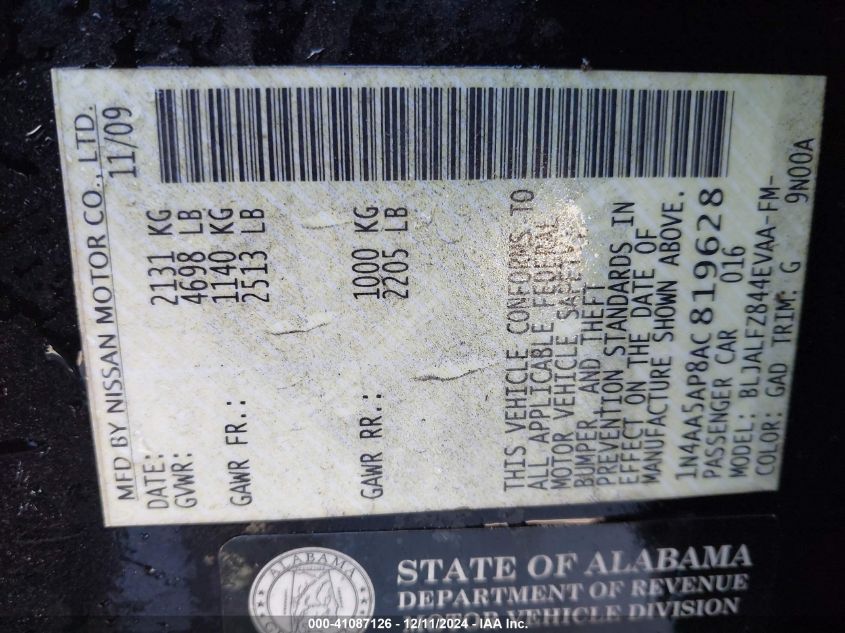 MFD BY NISSAN MOTOR CO., LTD.
DATE: 11/09
GVWR: 2131 KG
4698 LB
GAWR FR.: 1140 KG
2513 LB
GAWR RR.: 1000 KG
2205 LB
THIS VEHICLE CONFORMS TO
ALL APPLICABLE FEDERAL
MOTOR VEHICLE SAFETY,
BUMPER AND THEFT
PREVENTION STANDARDS IN
EFFECT ON THE DATE OF
MANUFACTURE SHOWN ABOVE.
1N4AA5AP8AC819628
PASSENGER CAR 016
MODEL: BLJALFZ844EVAA-FM-
COLOR: GAD TRIM: G 9N00A
ALABAMA
STATE OF ALABAMA
DEPARTMENT OF REVENUE
MOTOR VEHICLE DIVISION
000-41087126 - 12/11/2024 - IAA Inc.